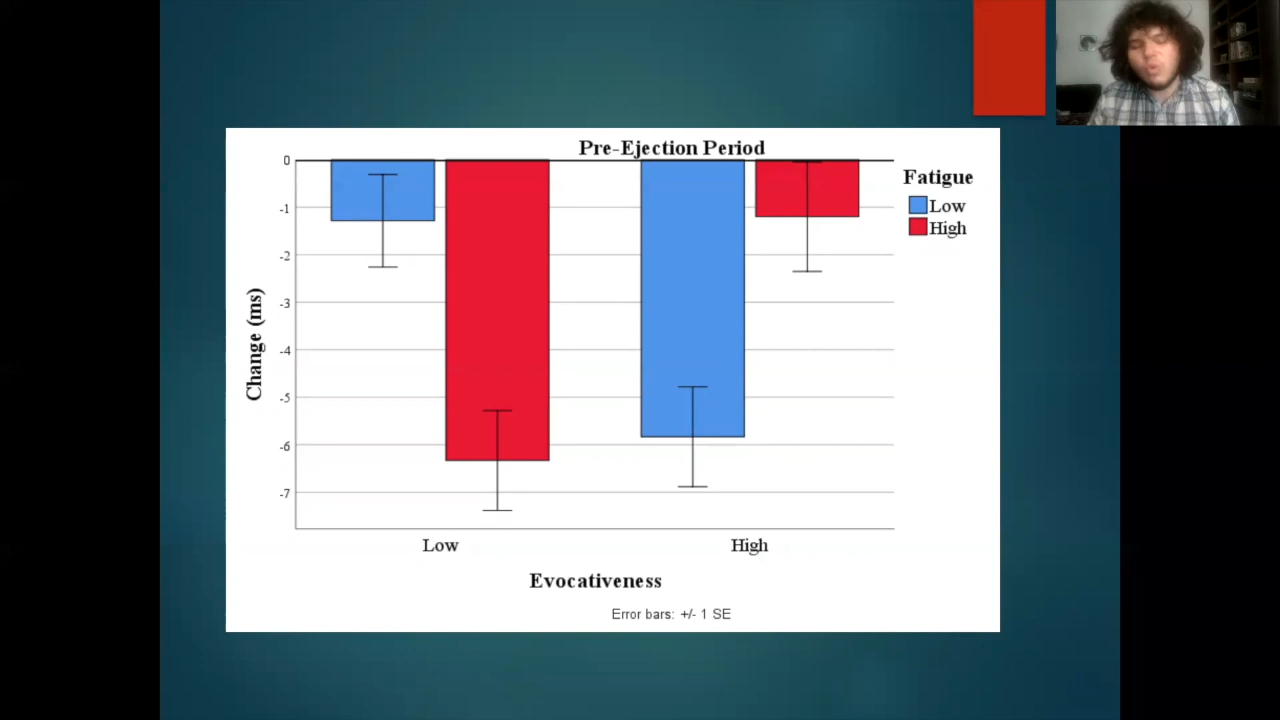 Pre-Ejection Period
0
-1
-2
-3
-4
-5
-6
-7
Change (ms)
Low
High
Evocativeness
Error bars: +/- 1 SE
Fatigue
Low
High